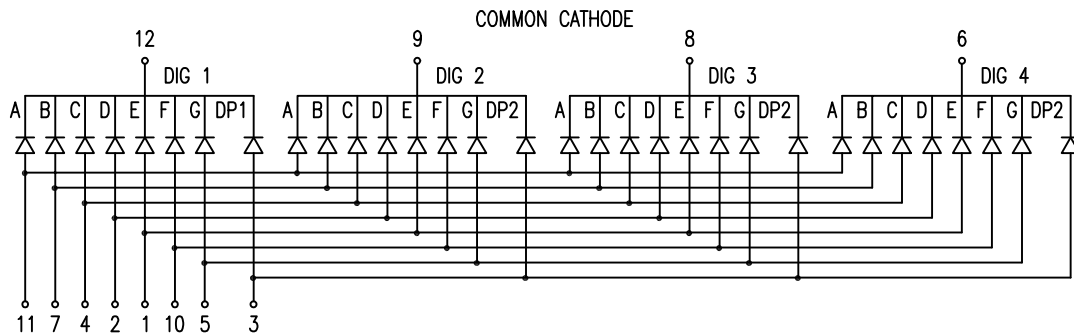 COMMON CATHODE
12 9 8 6
DIG 1 DIG 2 DIG 3 DIG 4
A B C D E F G DP1 A B C D E F G DP2 A B C D E F G DP2 A B C D E F G DP2
11 7 4 2 1 10 5 3